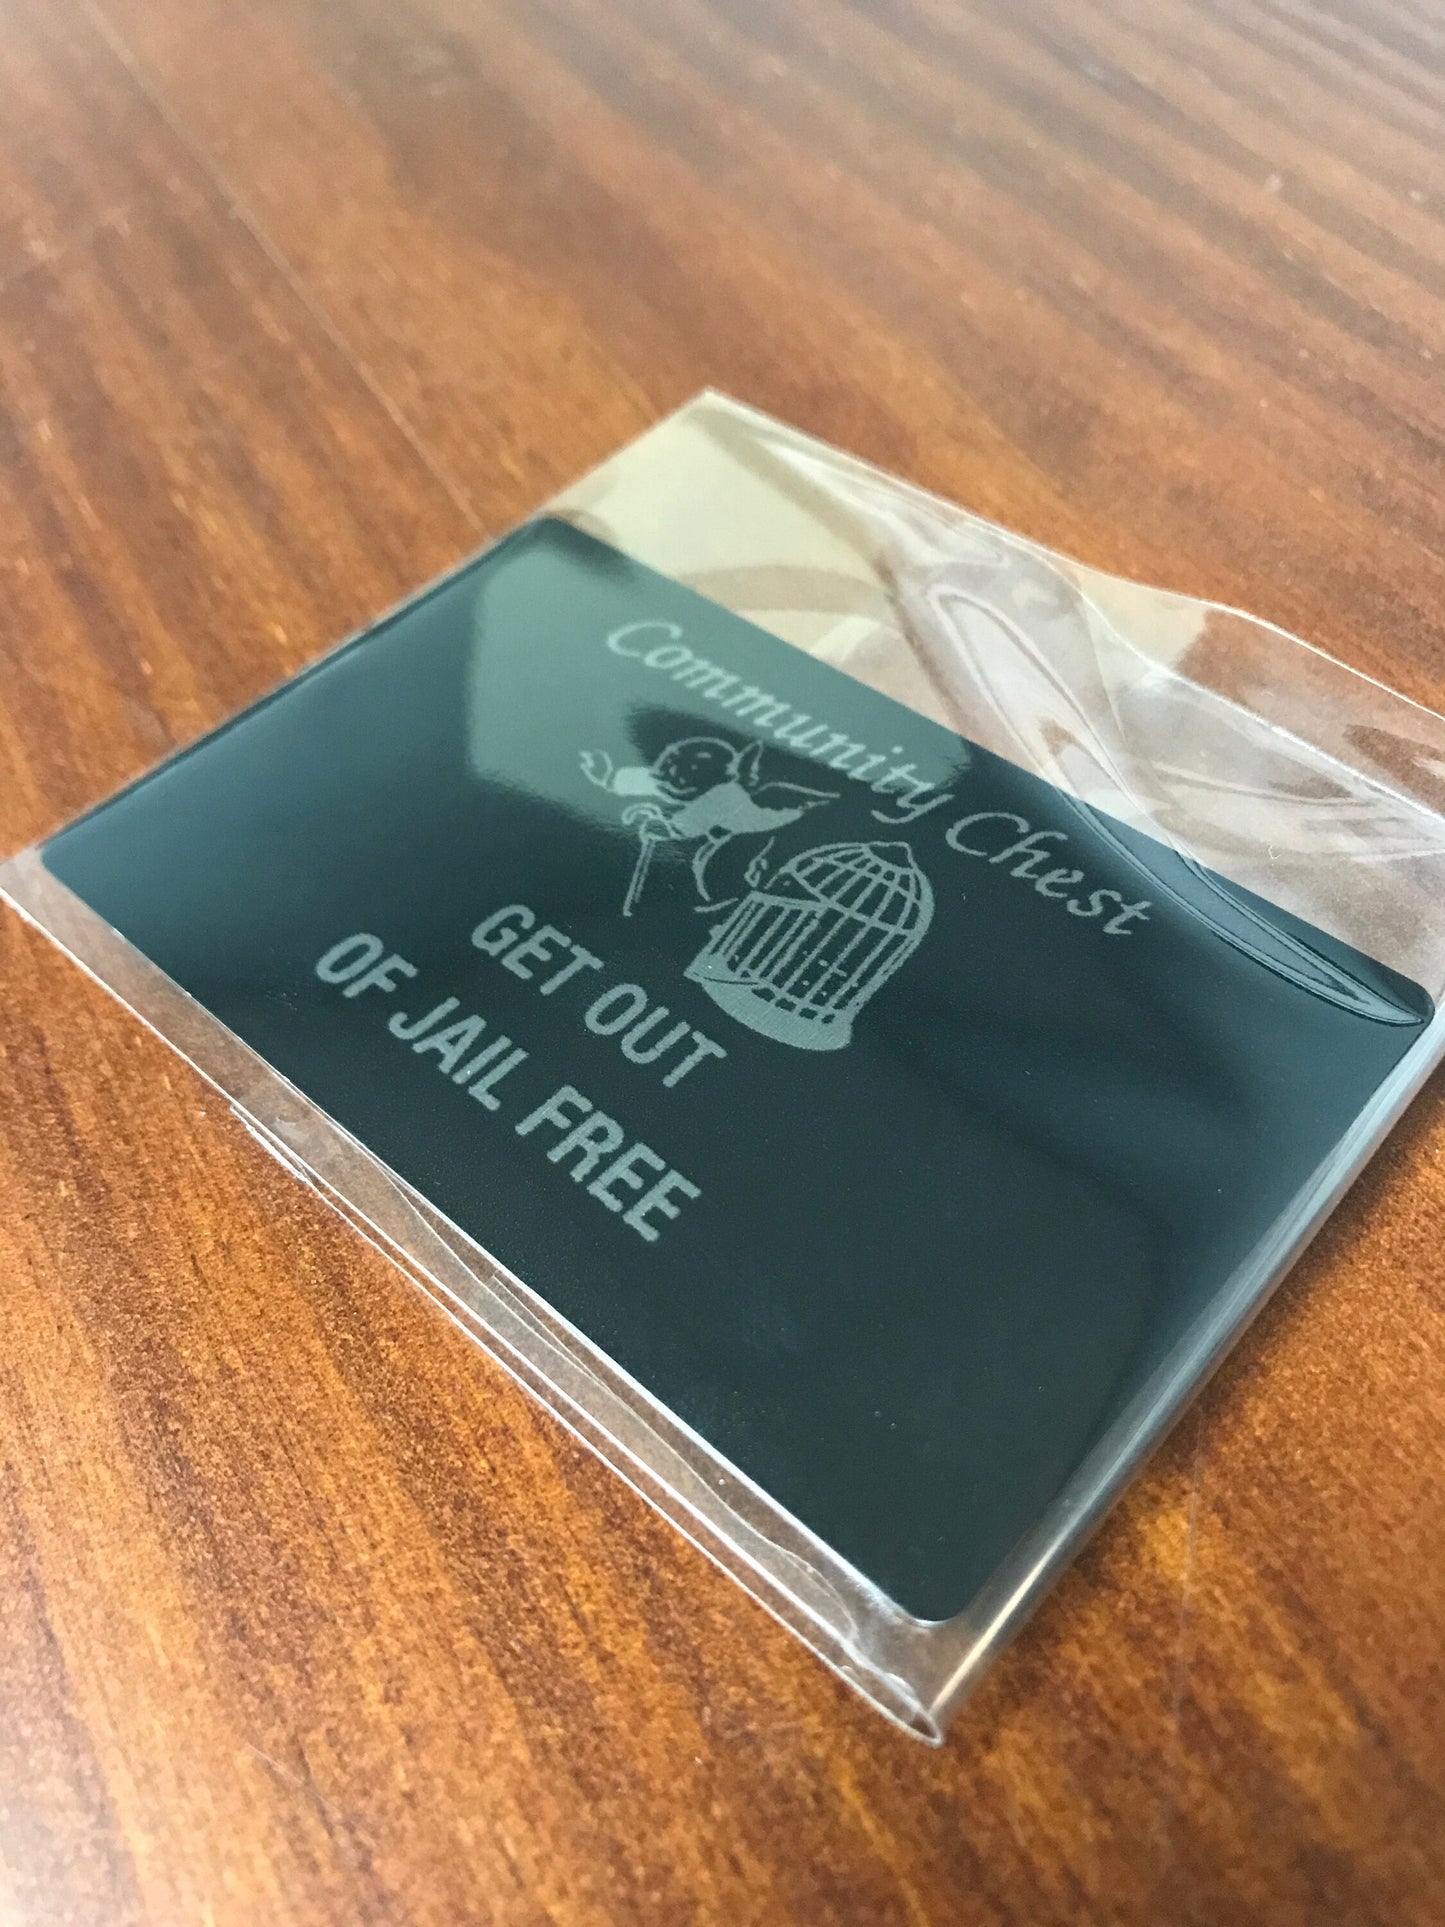 Community Chest
GET OUT
OF JAIL FREE